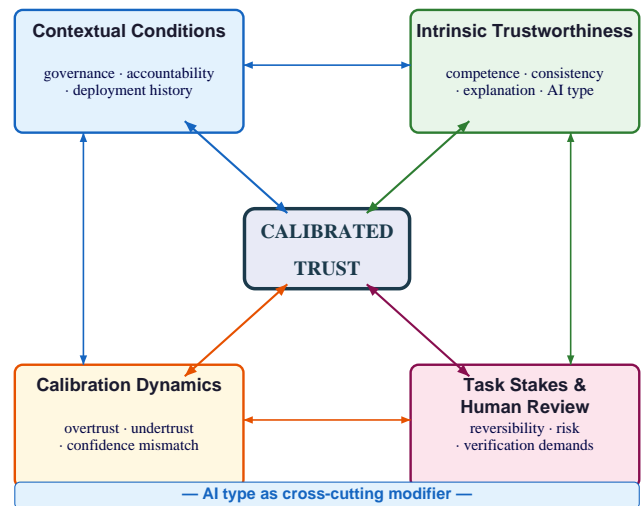 Contextual Conditions
governance · accountability
· deployment history
Intrinsic Trustworthiness
competence · consistency
· explanation · AI type
CALIBRATED
TRUST
Calibration Dynamics
overtrust · undertrust
· confidence mismatch
Task Stakes &
Human Review
reversibility · risk
· verification demands
— AI type as cross-cutting modifier —